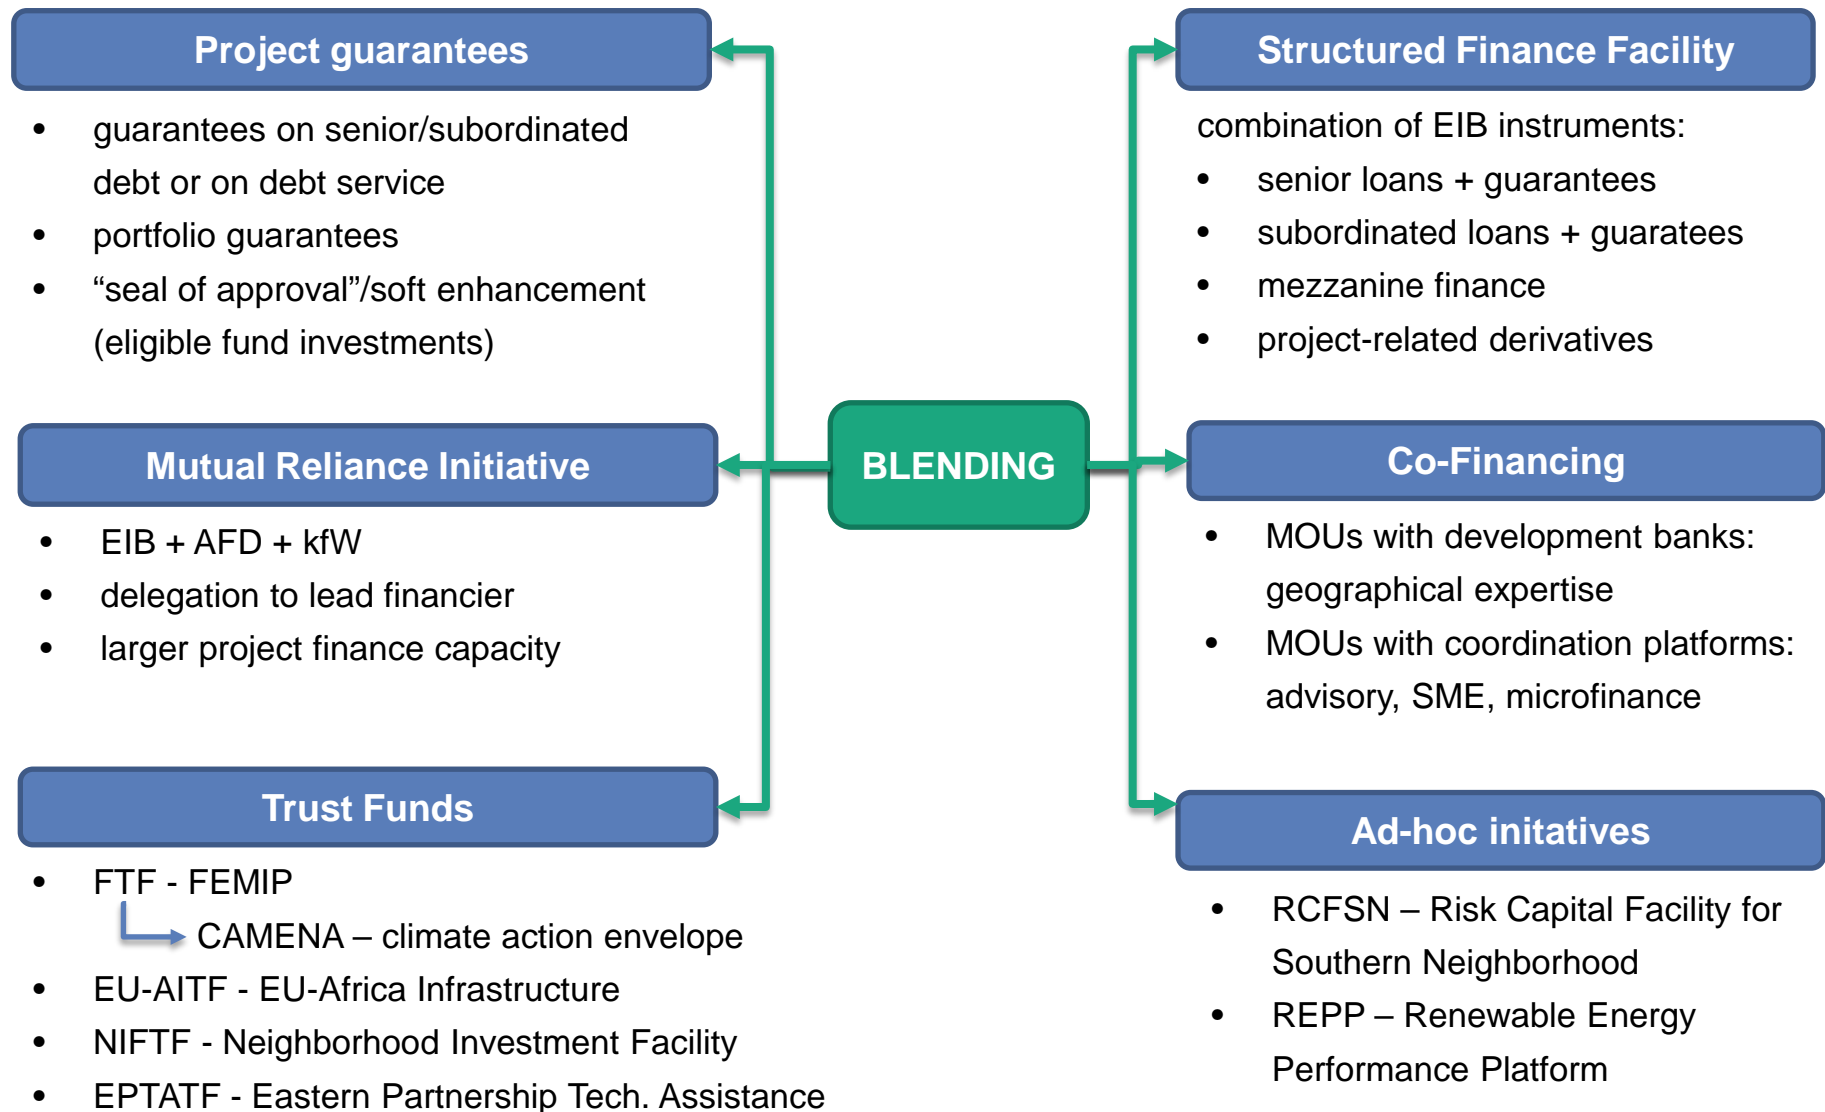 Project guarantees
• guarantees on senior/subordinated
debt or on debt service
• portfolio guarantees
• “seal of approval”/soft enhancement
(eligible fund investments)
Mutual Reliance Initiative
• EIB + AFD + kfW
• delegation to lead financier
• larger project finance capacity
Trust Funds
• FTF - FEMIP
CAMENA – climate action envelope
• EU-AITF - EU-Africa Infrastructure
• NIFTF - Neighborhood Investment Facility
• EPTATF - Eastern Partnership Tech. Assistance
BLENDING
Structured Finance Facility
combination of EIB instruments:
• senior loans + guarantees
• subordinated loans + guaratees
• mezzanine finance
• project-related derivatives
Co-Financing
• MOUs with development banks:
geographical expertise
• MOUs with coordination platforms:
advisory, SME, microfinance
Ad-hoc initatives
• RCFSN – Risk Capital Facility for
Southern Neighborhood
• REPP – Renewable Energy
Performance Platform